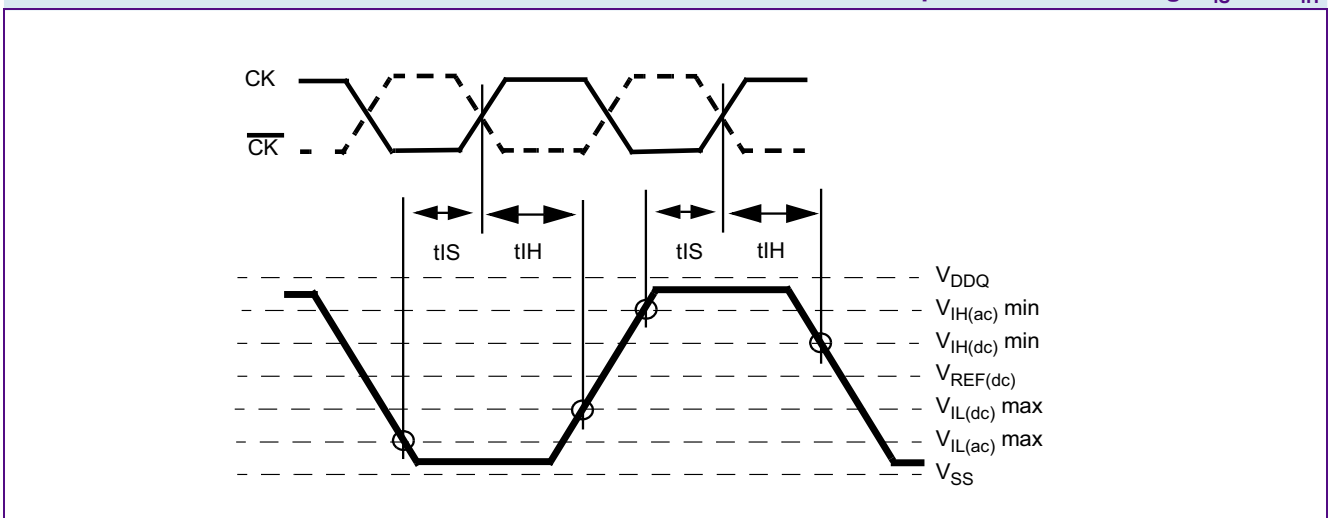 CK
CK
tIS
tIH
tIS
tIH
VDDQ
VIH(ac) min
VIH(dc) min
VREF(dc)
VIL(dc) max
VIL(ac) max
VSS